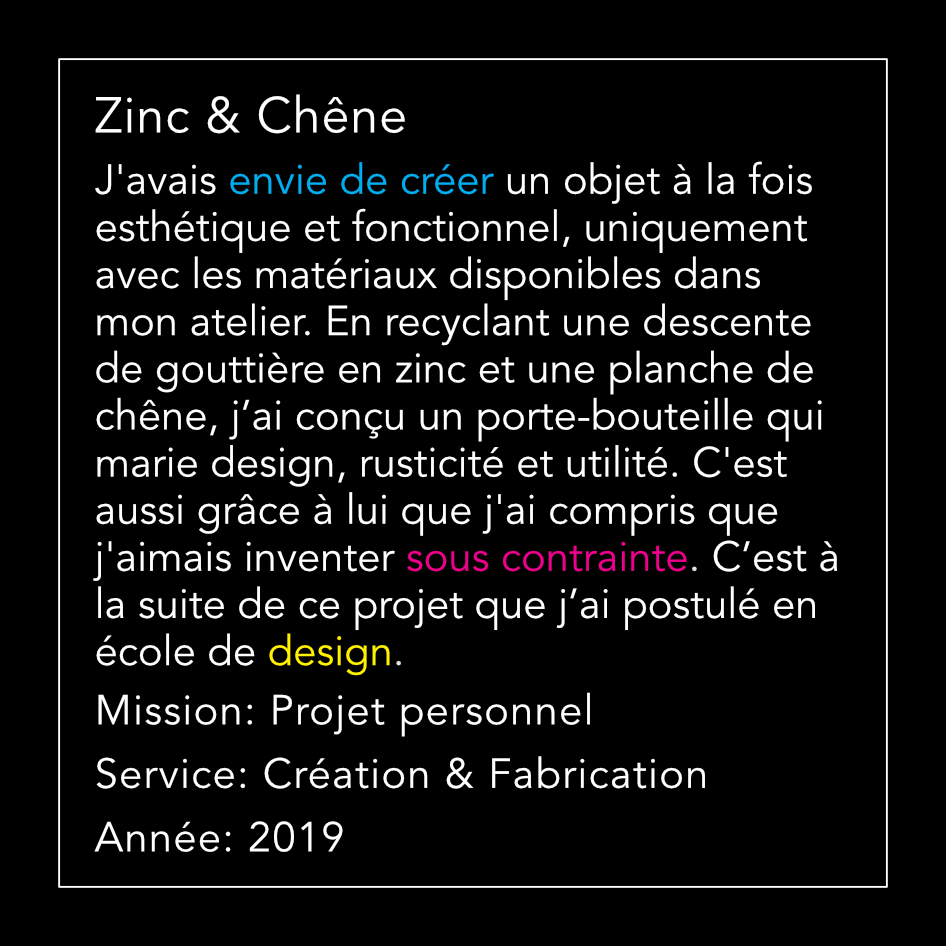 Zinc & Chêne
J'avais envie de créer un objet à la fois
esthétique et fonctionnel, uniquement
avec les matériaux disponibles dans
mon atelier. En recyclant une descente
de gouttière en zinc et une planche de
chêne, j’ai conçu un porte-bouteille qui
marie design, rusticité et utilité. C'est
aussi grâce à lui que j'ai compris que
j'aimais inventer sous contrainte. C’est à
la suite de ce projet que j’ai postulé en
école de design.
Mission: Projet personnel
Service: Création & Fabrication
Année: 2019